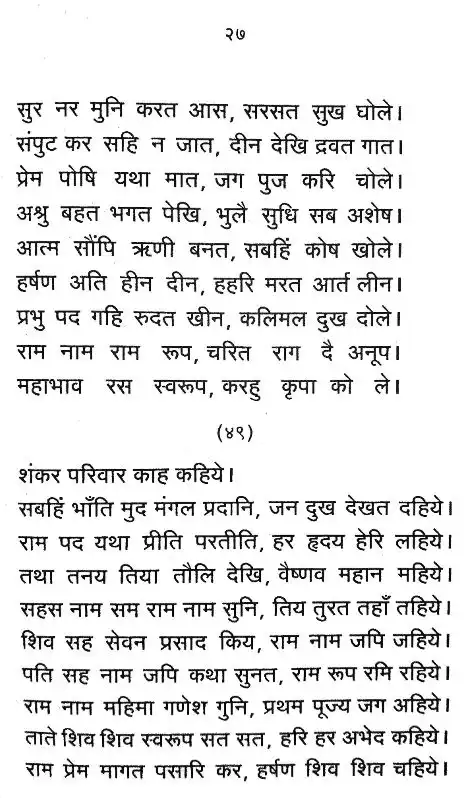 २७
सुर नर मुनि करत आस, सरसत सुख घोले।
संपुट कर सहि न जात, दीन देखि द्रवत गात।
प्रेम पोषि यथा मात, जग पुज करि चोले।
अश्रु बहत भगत पेखि, भुलै सुधि सब अशेष।
आत्म सौंपि ऋणी बनत, सबहिं कोष खोले।
हर्षण अति हीन दीन, हहरि मरत आर्त लीन।
प्रभु पद गहि रुदत खीन, कलिमल दुख दोले।
राम नाम राम रूप, चरित राग दै अनूप।
महाभाव रस स्वरूप, करहु कृपा को ले।
(४९)
शंकर परिवार काह कहिये।
सबहिं भाँति मुद मंगल प्रदानि, जन दुख देखत दहिये।
राम पद यथा प्रीति परतीति, हर हृदय हेरि लहिये।
तथा तनय तिया तौलि देखि, वैष्णव महान महिये।
सहस नाम सम राम नाम सुनि, तिय तुरत तहाँ तहिये।
शिव सह सेवन प्रसाद किय, राम नाम जपि जहिये।
पति सह नाम जपि कथा सुनत, राम रूप रमि रहिये।
राम नाम महिमा गणेश गुनि, प्रथम पूज्य जग अहिये।
ताते शिव शिव स्वरूप सत सत, हरि हर अभेद कहिये।
राम प्रेम मागत पसारि कर, हर्षण शिव शिव चहिये।